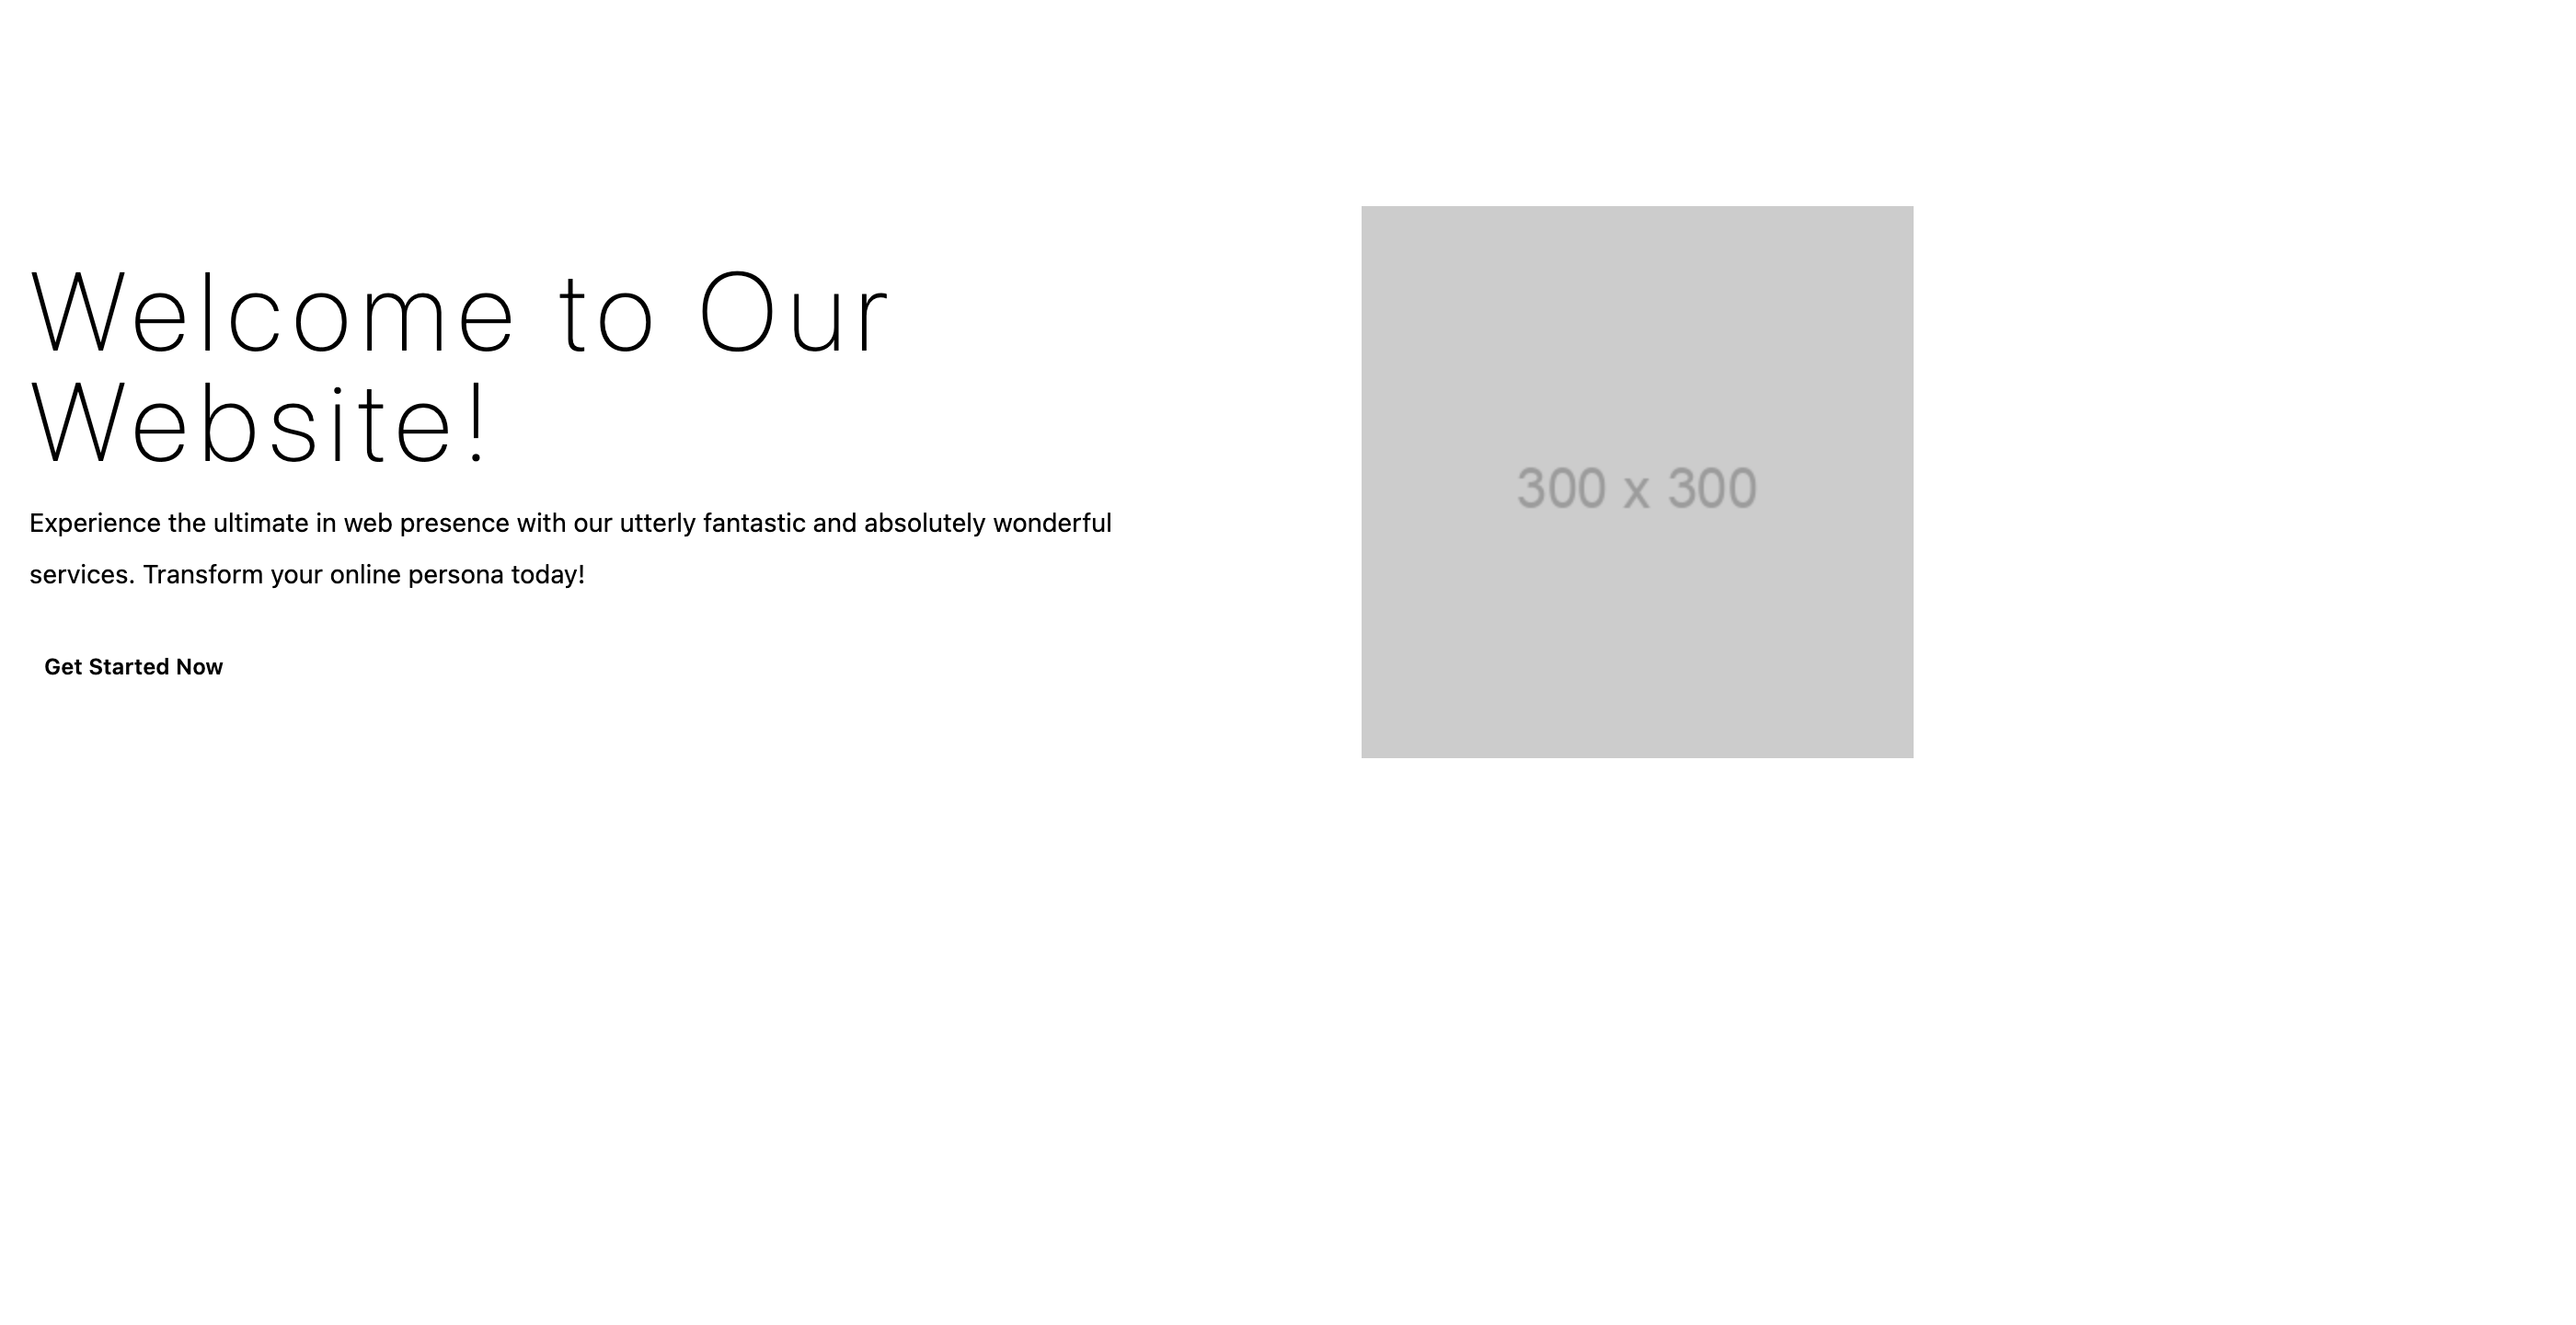 Welcome to Our
Website!
Experience the ultimate in web presence with our utterly fantastic and absolutely wonderful
services. Transform your online persona today!
Get Started Now
300 x 300